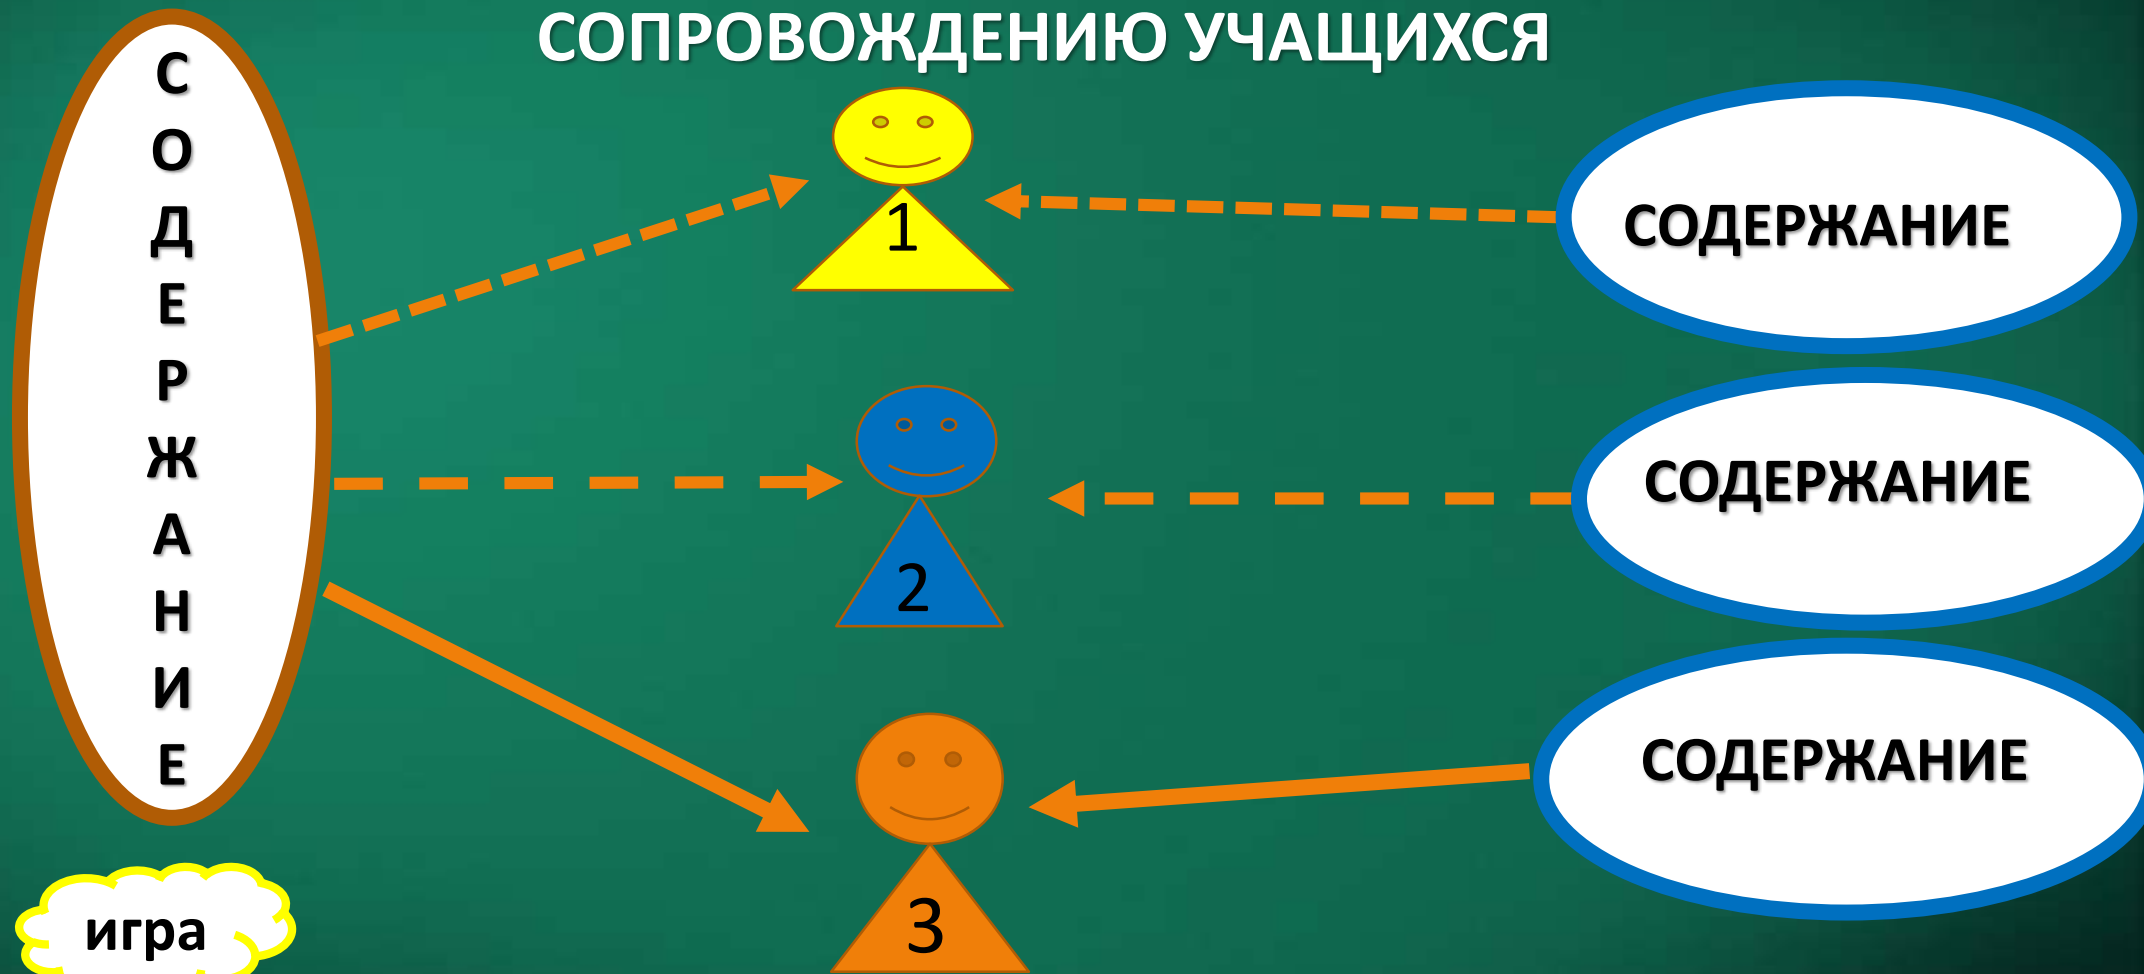 СОПРОВОЖДЕНИЮ УЧАЩИХСЯ
С
О
Д
Е
Р
Ж
А
Н
И
Е
1
СОДЕРЖАНИЕ
2
СОДЕРЖАНИЕ
3
СОДЕРЖАНИЕ
игра